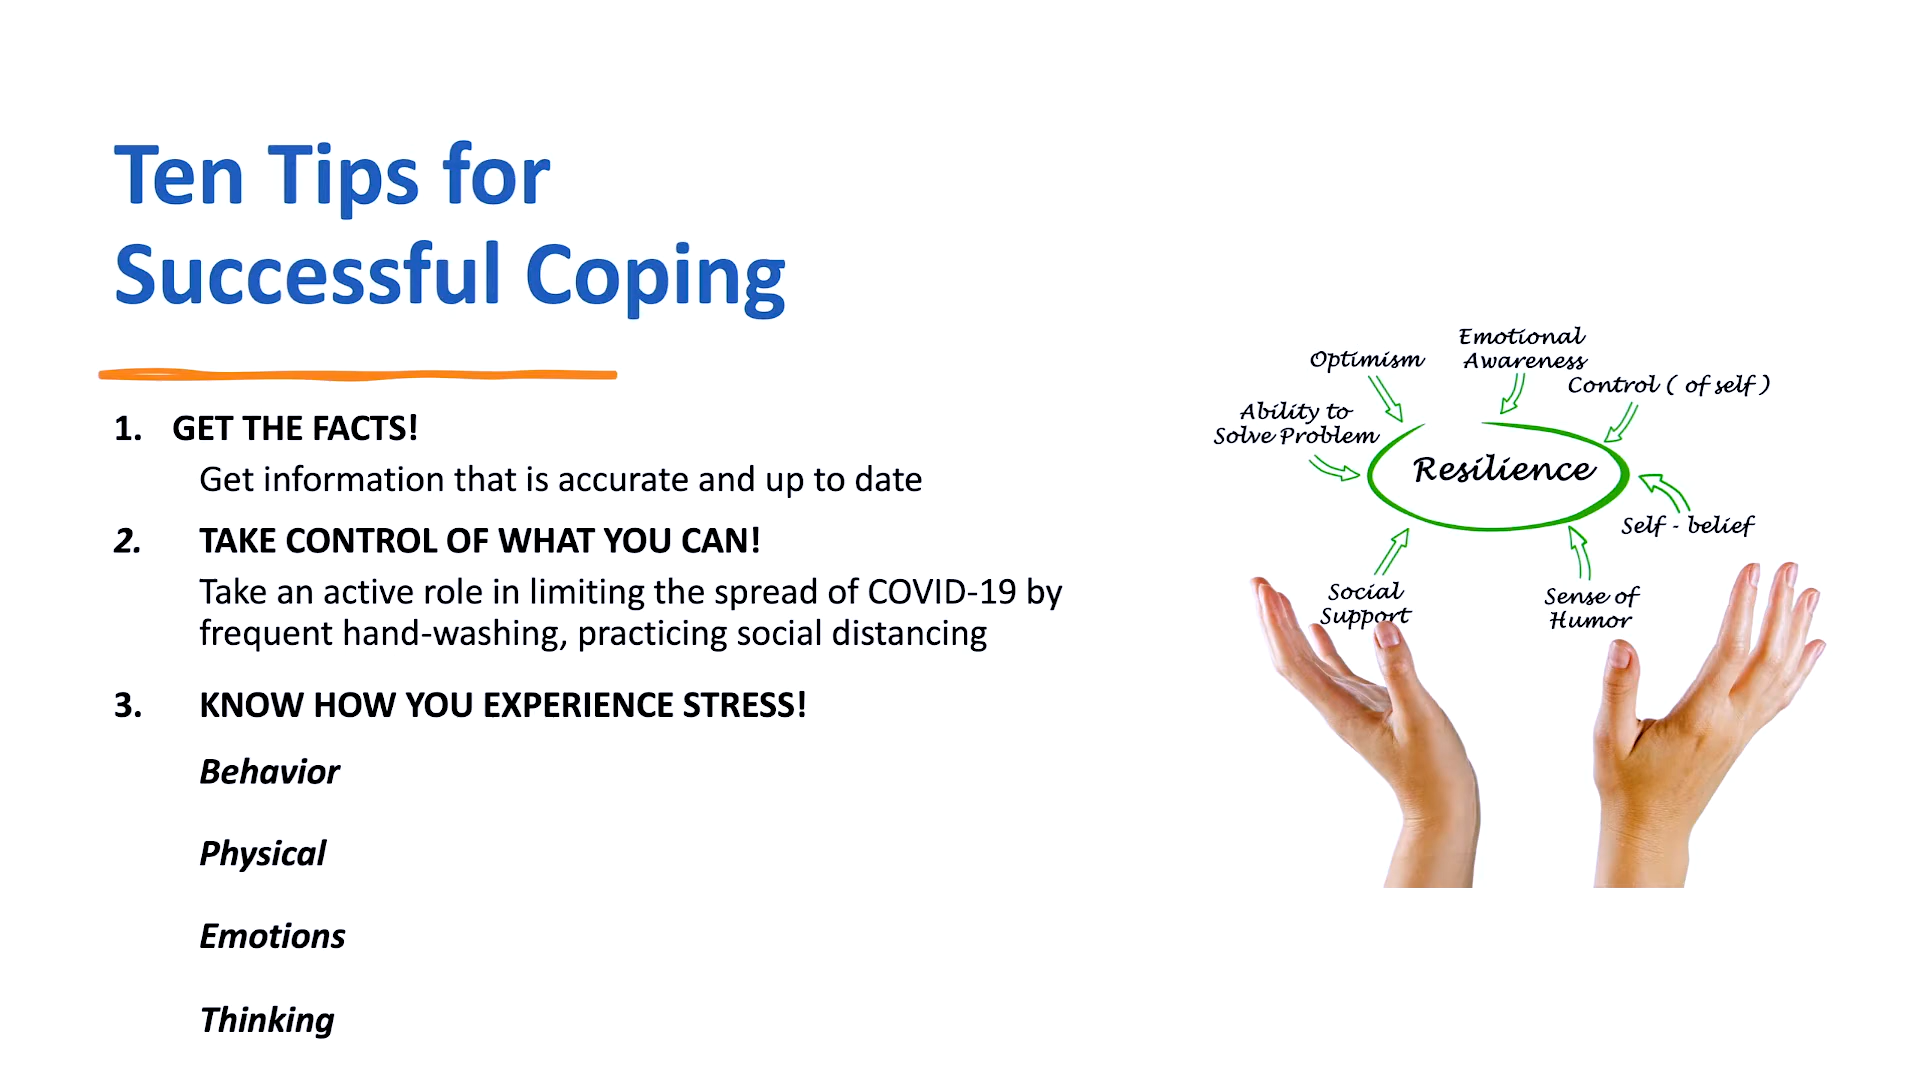 Ten Tips for
Successful Coping
1. GET THE FACTS!
Get information that is accurate and up to date
2. TAKE CONTROL OF WHAT YOU CAN!
Take an active role in limiting the spread of COVID-19 by
frequent hand-washing, practicing social distancing
3. KNOW HOW YOU EXPERIENCE STRESS!
Behavior
Physical
Emotions
Thinking
Optimism
Emotional
Awareness
Control ( of self )
Ability to
Solve Problem
Resilience
Self - belief
Social
Support
Sense of
Humor